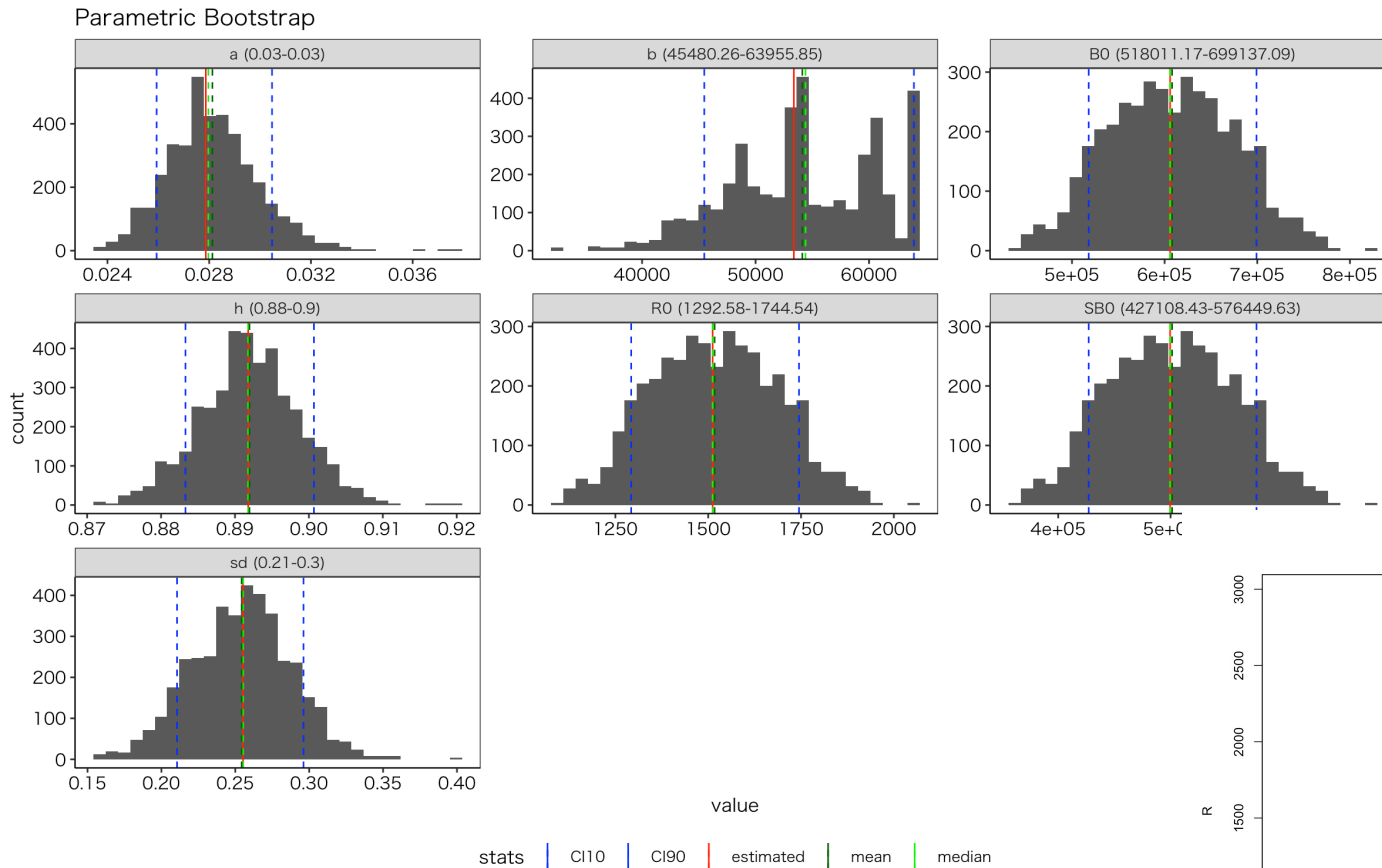 Parametric Bootstrap
a (0.03-0.03)
b (45480.26-63955.85)
B0 (518011.17-699137.09)
400
200
0
0.024 0.028 0.032 0.036
400
300
200
100
0
40000 50000 60000
300
200
100
0
5e+05 6e+05 7e+05 8e+05
h (0.88-0.9)
R0 (1292.58-1744.54)
SB0 (427108.43-576449.63)
400
300
200
100
0
0.87 0.88 0.89 0.90 0.91 0.92
300
200
100
0
1250 1500 1750 2000
300
200
100
0
4e+05
count
sd (0.21-0.3)
400
300
200
100
0
0.15 0.20 0.25 0.30 0.35 0.40
value
stats CI10 CI90 estimated mean median
3000
2500
2000
1500
R